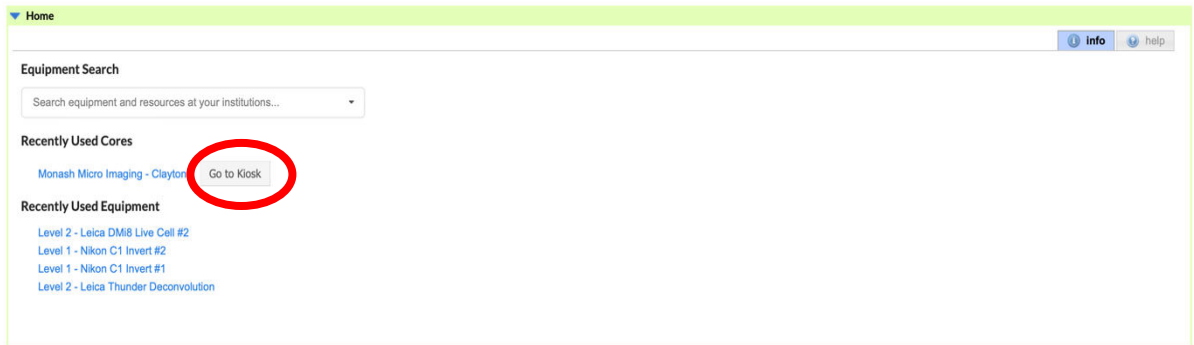 Home
info help
Equipment Search
Search equipment and resources at your institutions...
Recently Used Cores
Monash Micro Imaging - Clayton Go to Kiosk
Recently Used Equipment
Level 2 - Leica DMi8 Live Cell #2
Level 1 - Nikon C1 Invert #2
Level 1 - Nikon C1 Invert #1
Level 2 - Leica Thunder Deconvolution